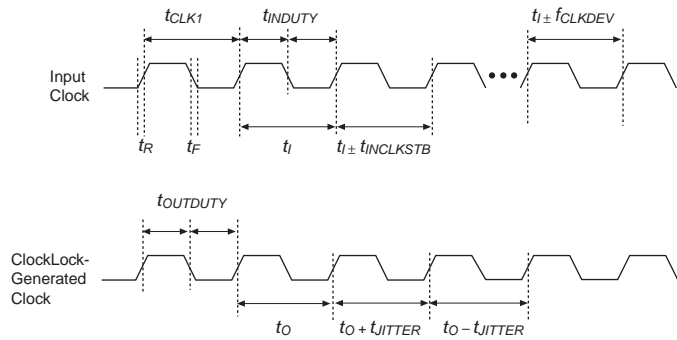 tCLK1 tINDUTY tI ± fCLKDEV
Input
Clock
tR tF tI tI ± tINCLKSTB
tOUTDUTY
ClockLock-
Generated
Clock
tO tO + tJITTER tO – tJITTER